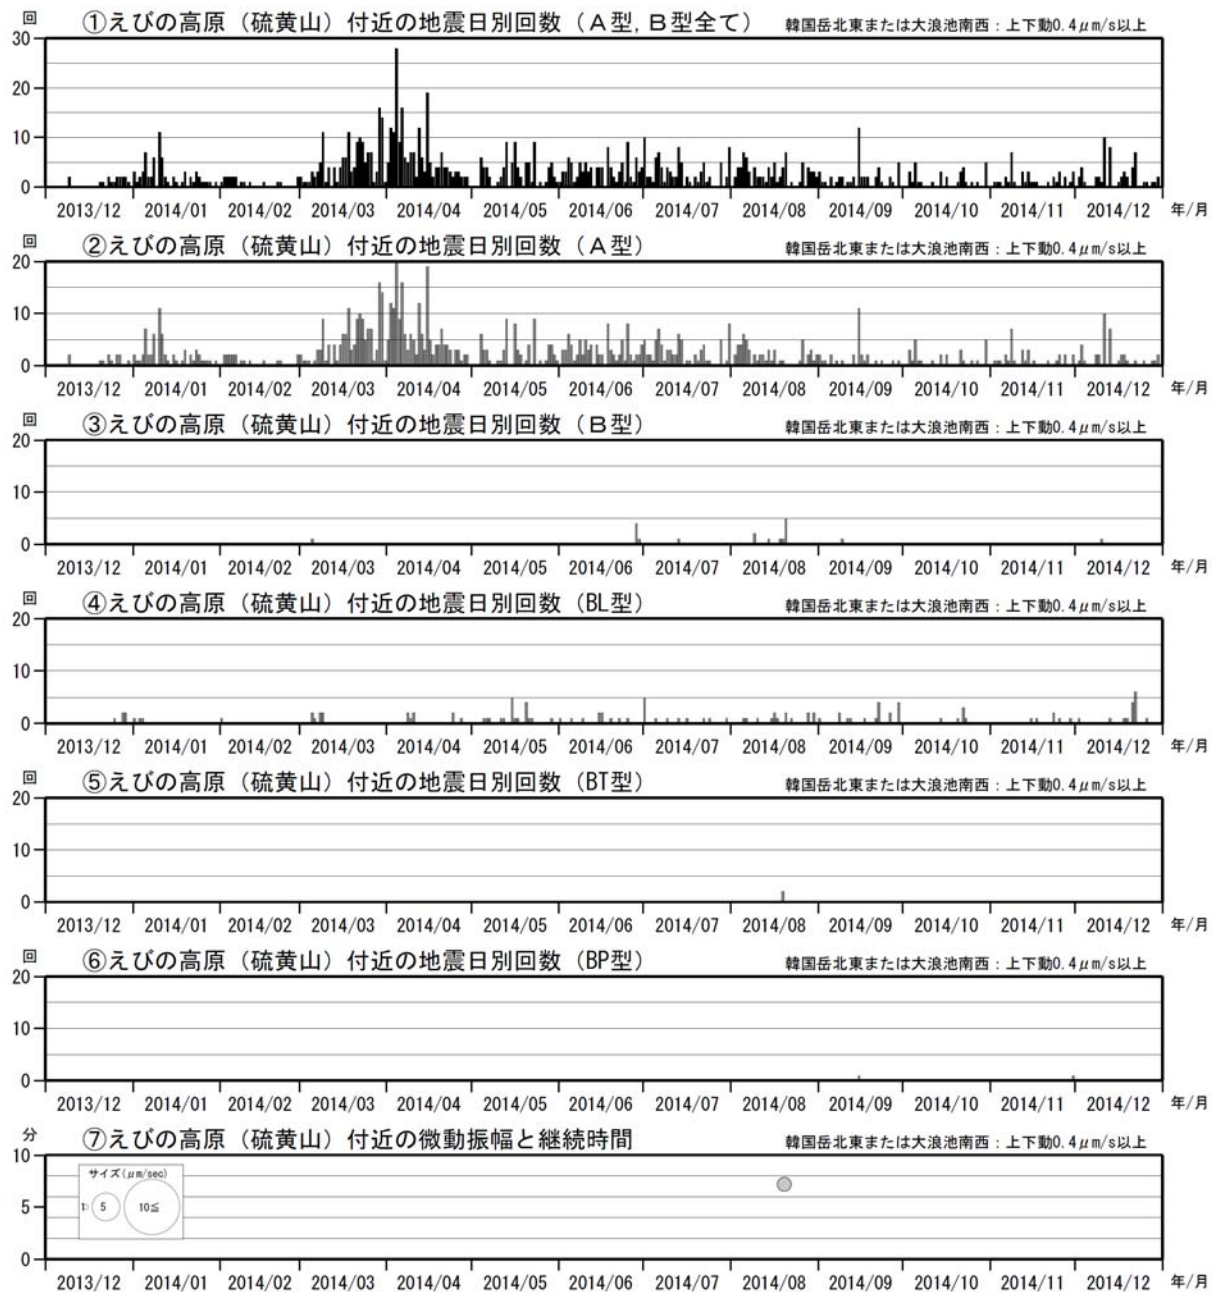 回 ①えびの高原（硫黄山）付近の地震日別回数（Ａ型，Ｂ型全て） 韓国岳北東または大浪池南西：上下動0.4μm/s以上
30
20
10
0
2013/12 2014/01 2014/02 2014/03 2014/04 2014/05 2014/06 2014/07 2014/08 2014/09 2014/10 2014/11 2014/12 年/月
回 ②えびの高原（硫黄山）付近の地震日別回数（Ａ型） 韓国岳北東または大浪池南西：上下動0.4μm/s以上
20
10
0
2013/12 2014/01 2014/02 2014/03 2014/04 2014/05 2014/06 2014/07 2014/08 2014/09 2014/10 2014/11 2014/12 年/月
回 ③えびの高原（硫黄山）付近の地震日別回数（Ｂ型） 韓国岳北東または大浪池南西：上下動0.4μm/s以上
20
10
0
2013/12 2014/01 2014/02 2014/03 2014/04 2014/05 2014/06 2014/07 2014/08 2014/09 2014/10 2014/11 2014/12 年/月
回 ④えびの高原（硫黄山）付近の地震日別回数（BL型） 韓国岳北東または大浪池南西：上下動0.4μm/s以上
20
10
0
2013/12 2014/01 2014/02 2014/03 2014/04 2014/05 2014/06 2014/07 2014/08 2014/09 2014/10 2014/11 2014/12 年/月
回 ⑤えびの高原（硫黄山）付近の地震日別回数（BT型） 韓国岳北東または大浪池南西：上下動0.4μm/s以上
20
10
0
2013/12 2014/01 2014/02 2014/03 2014/04 2014/05 2014/06 2014/07 2014/08 2014/09 2014/10 2014/11 2014/12 年/月
回 ⑥えびの高原（硫黄山）付近の地震日別回数（BP型） 韓国岳北東または大浪池南西：上下動0.4μm/s以上
20
10
0
2013/12 2014/01 2014/02 2014/03 2014/04 2014/05 2014/06 2014/07 2014/08 2014/09 2014/10 2014/11 2014/12 年/月
分 ⑦えびの高原（硫黄山）付近の微動振幅と継続時間 韓国岳北東または大浪池南西：上下動0.4μm/s以上
10
サイズ(μm/sec)
5 1 5 10≦
0
2013/12 2014/01 2014/02 2014/03 2014/04 2014/05 2014/06 2014/07 2014/08 2014/09 2014/10 2014/11 2014/12 年/月